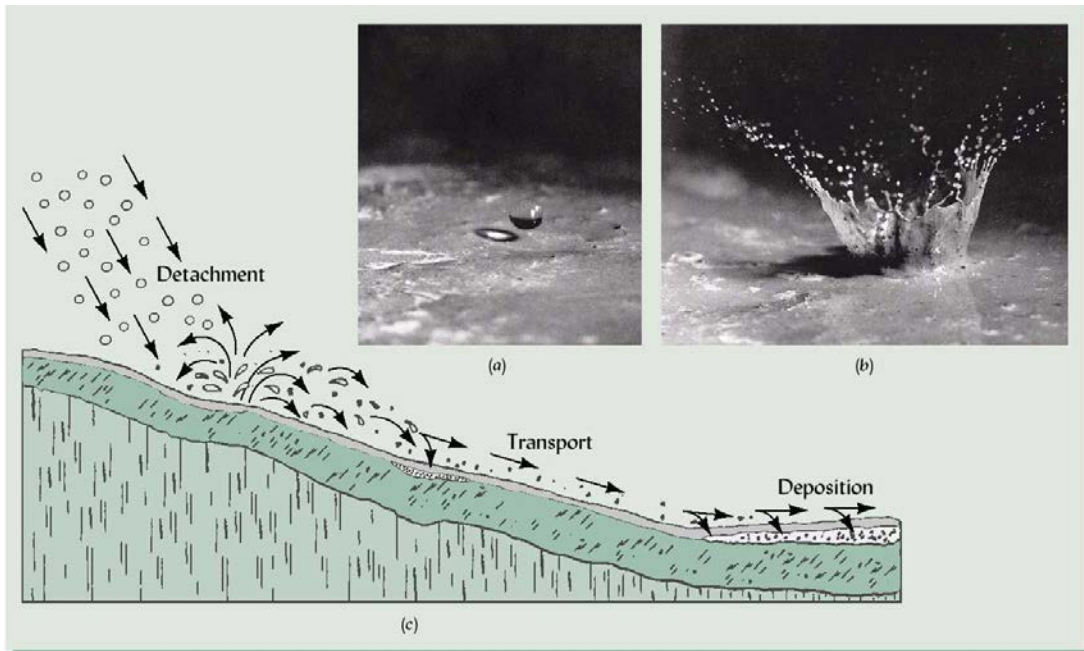 (a)
(b)
Detachment
Transport
Deposition
(c)